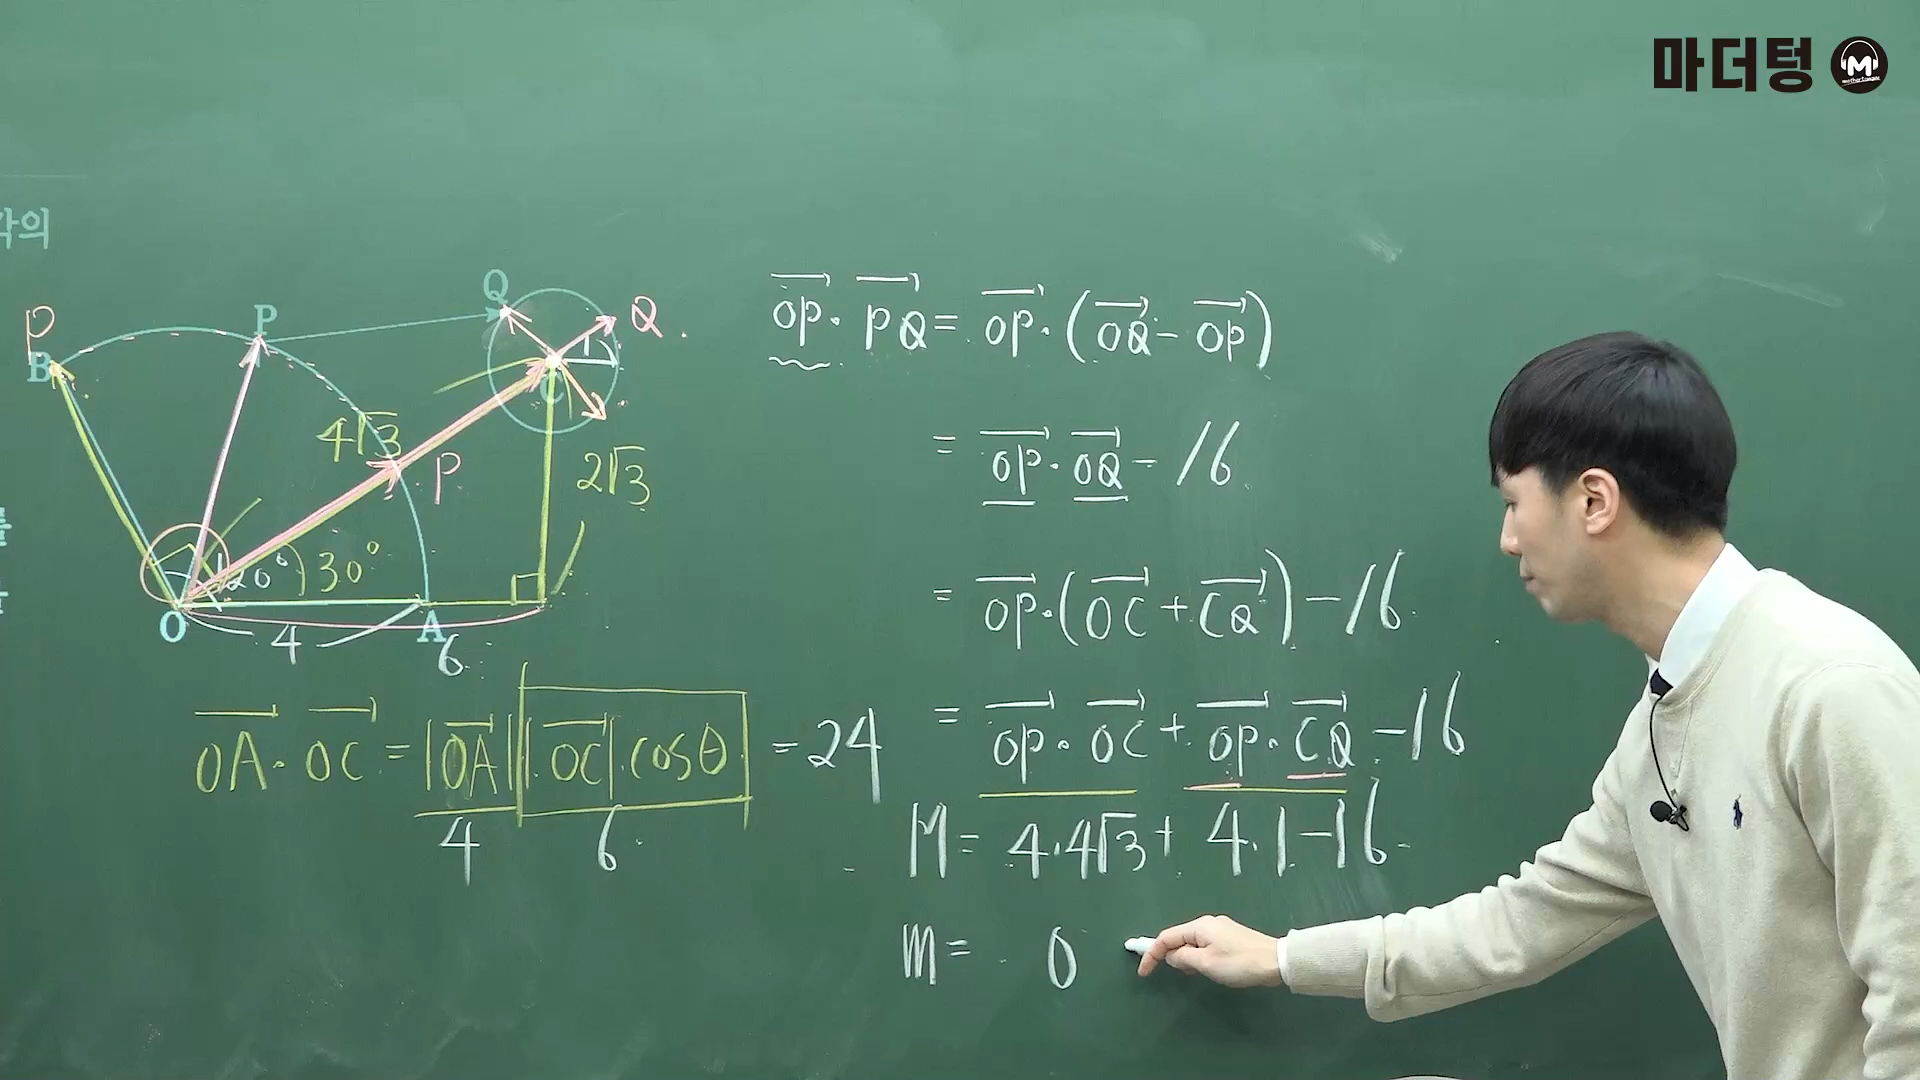 마더텅 M
각의
를
P
B
P
Q
Q
C
1
4√3
P
2√3
120°
30°
O
4
A
6
OA · OC = |OA||OC| cosθ = 24
4
6
OP · PQ = OP · (OQ - OP)
= OP · OQ - 16
= OP · (OC + CQ) - 16
= OP · OC + OP · CQ - 16
M = 4 · 4√3 + 4 · 1 - 16
m = 0